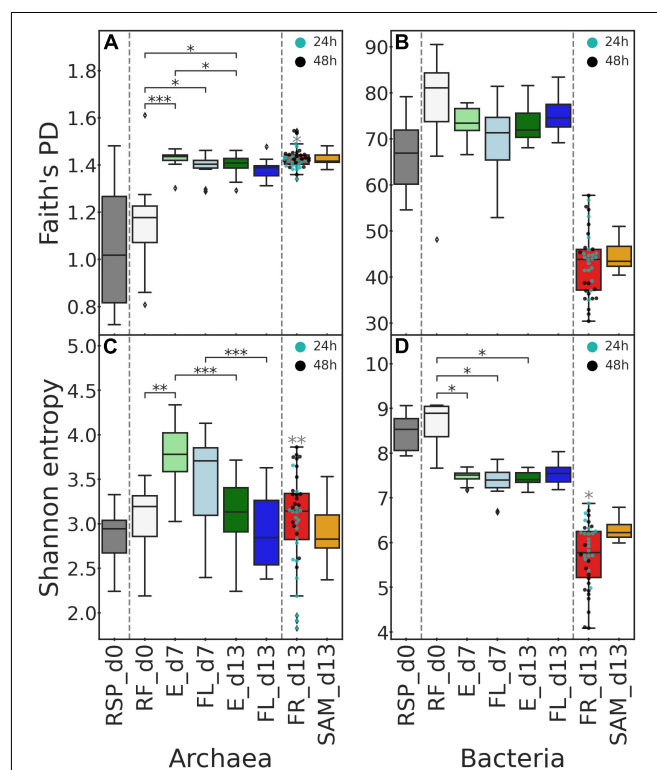 A
24h
48h
B
24h
48h
Faith's PD
1.8
1.6
1.4
1.2
1.0
0.8
90
80
70
60
50
40
30
*
*
*
***
*
C
24h
48h
D
24h
48h
Shannon entropy
5.0
4.5
4.0
3.5
3.0
2.5
2.0
10
9
8
7
6
5
4
***
***
**
**
*
*
*
*
RSP_d0
RF_d0
E_d7
FL_d7
E_d13
FL_d13
FR_d13
SAM_d13
RSP_d0
RF_d0
E_d7
FL_d7
E_d13
FL_d13
FR_d13
SAM_d13
Archaea
Bacteria